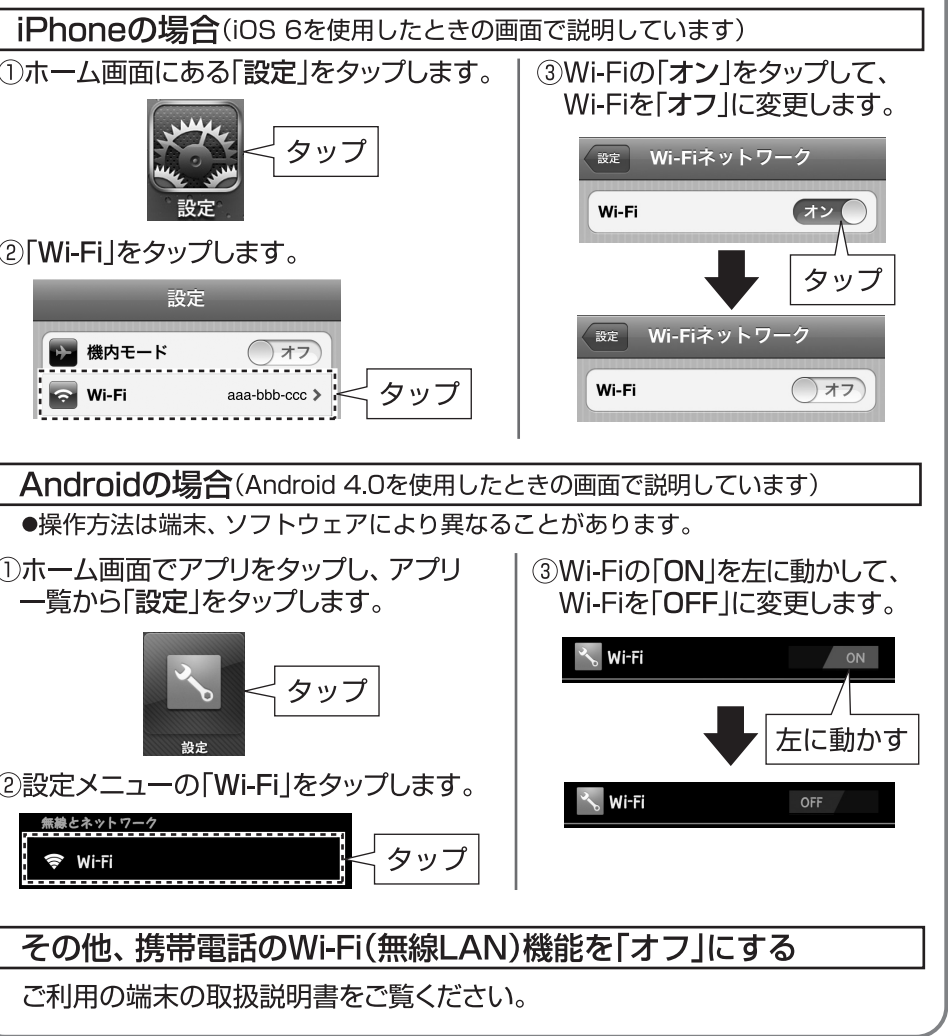 iPhoneの場合(iOS 6を使用したときの画面で説明しています)
①ホーム画面にある「設定」をタップします。
タップ
設定
②「Wi-Fi」をタップします。
設定
機内モード オフ
Wi-Fi aaa-bbb-ccc >
タップ
③Wi-Fiの「オン」をタップして、
Wi-Fiを「オフ」に変更します。
設定 Wi-Fiネットワーク
Wi-Fi オン
タップ
設定 Wi-Fiネットワーク
Wi-Fi オフ
Androidの場合(Android 4.0を使用したときの画面で説明しています)
●操作方法は端末、ソフトウェアにより異なることがあります。
①ホーム画面でアプリをタップし、アプリ
一覧から「設定」をタップします。
タップ
設定
②設定メニューの「Wi-Fi」をタップします。
無線とネットワーク
Wi-Fi
タップ
③Wi-Fiの「ON」を左に動かして、
Wi-Fiを「OFF」に変更します。
Wi-Fi ON
左に動かす
Wi-Fi OFF
その他、携帯電話のWi-Fi(無線LAN)機能を「オフ」にする
ご利用の端末の取扱説明書をご覧ください。